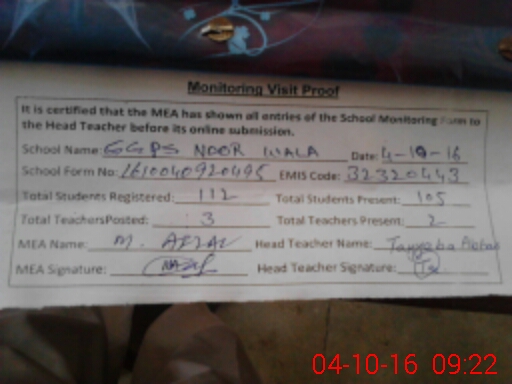 Monitoring Visit Proof
It is certified that the MEA has shown all entries of the School Monitoring Form to
the Head Teacher before its online submission.
School Name: GGPS NOOR WALA Date: 4-10-16
School Form No: 1610040920495 EMIS Code: 32320443
Total Students Registered: 112 Total Students Present: 105
Total TeachersPosted: 3 Total Teachers Present: 2
MEA Name: M. AFZAL Head Teacher Name: Tayyeba
MEA Signature: Head Teacher Signature:
04-10-16 09:22